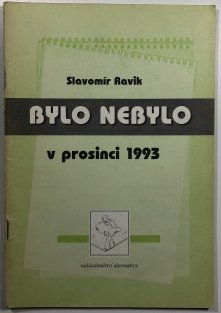 Slavomír Ravik
BYLO NEBYLO
v prosinci 1993
nakladatelství alternativy